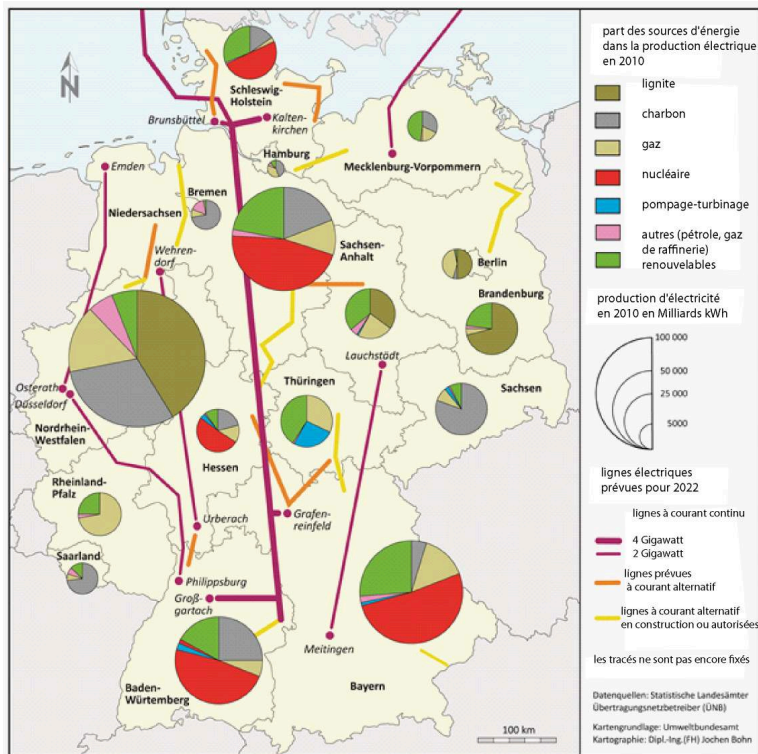 N
Schleswig-
Holstein
Brunsbüttel
Kalten-
kirchen
Hamburg
Mecklenburg-Vorpommern
Emden
Bremen
Niedersachsen
Wehren-
dorf
Sachsen-
Anhalt
Berlin
Brandenburg
Lauchstädt
Osterath
Düsseldorf
Nordrhein-
Westfalen
Thüringen
Sachsen
Hessen
Rheinland-
Pfalz
Urberach
Grafen-
reinfeld
Saarland
Philippsburg
Groß-
gartach
Meitingen
Baden-
Würtemberg
Bayern
100 km
part des sources d'énergie
dans la production électrique
en 2010
lignite
charbon
gaz
nucléaire
pompage-turbinage
autres (pétrole, gaz
de raffinerie)
renouvelables
production d'électricité
en 2010 en Milliards kWh
100 000
50 000
25 000
5000
lignes électriques
prévues pour 2022
lignes à courant continu
4 Gigawatt
2 Gigawatt
lignes prévues
à courant alternatif
lignes à courant alternatif
en construction ou autorisées
les tracés ne sont pas encore fixés
Datenquellen: Statistische Landesämter
Übertragungsnetzbetreiber (ÜNB)
Kartengrundlage: Umweltbundesamt
Kartographie: Dipl.-Ing.(FH) Jochen Bohn